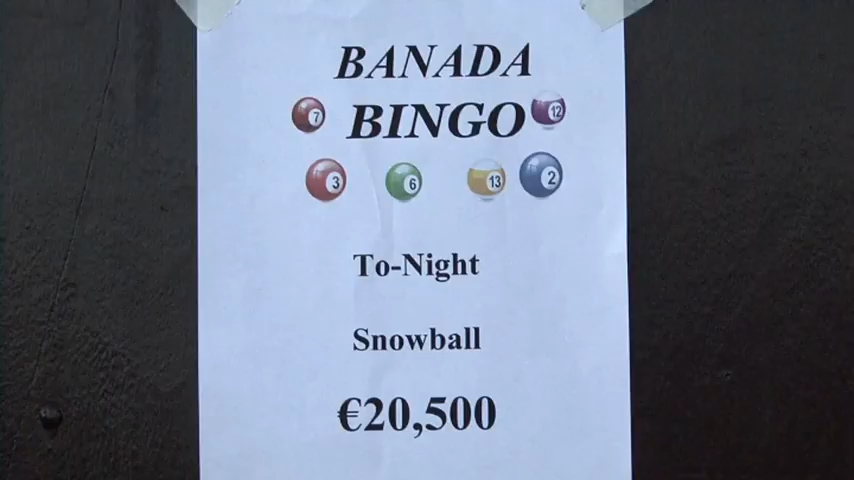 BANADA
7 BINGO 12
3 6 13 2
To-Night
Snowball
€20,500